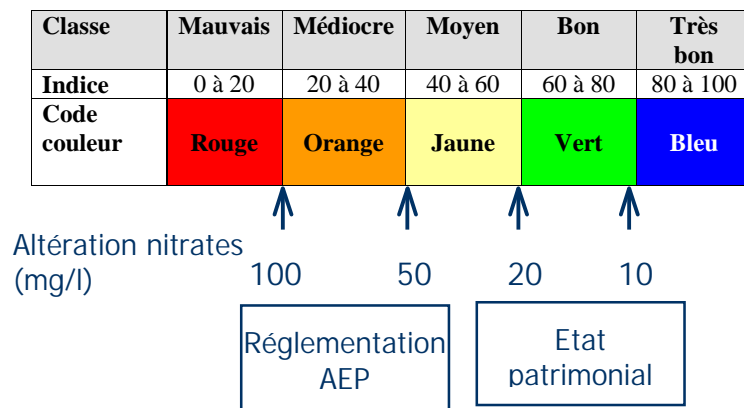 Classe Mauvais Médiocre Moyen Bon Très
bon
Indice 0 à 20 20 à 40 40 à 60 60 à 80 80 à 100
Code
couleur Rouge Orange Jaune Vert Bleu
Altération nitrates
(mg/l) 100 50 20 10
Réglementation
AEP
Etat
patrimonial